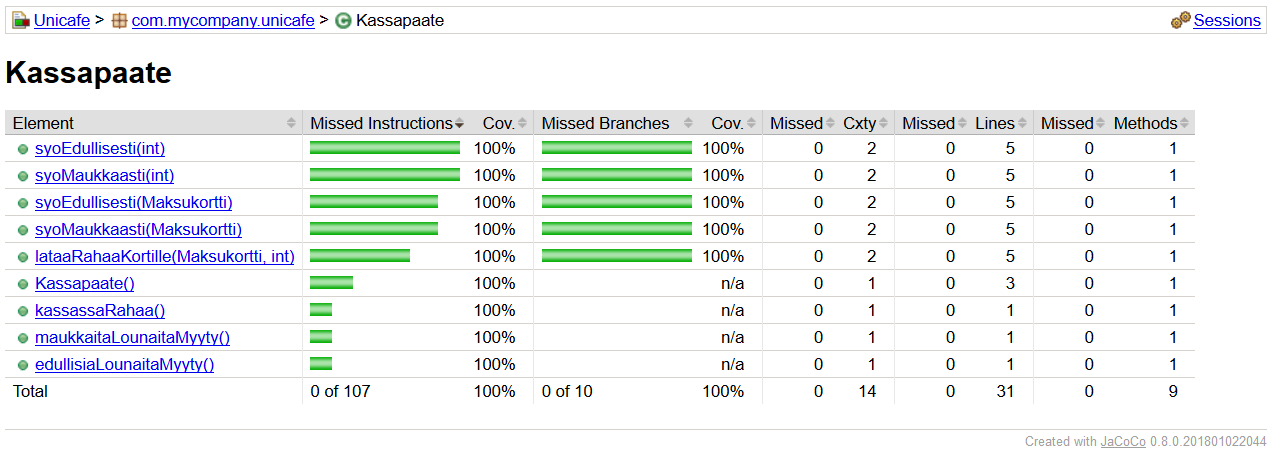 Unicafe > com.mycompany.unicafe > Kassapaate Sessions
Kassapaate
Element Missed Instructions Cov. Missed Branches Cov. Missed Cxty Missed Lines Missed Methods
syoEdullisesti(int) 100% 100% 0 2 0 5 0 1
syoMaukkaasti(int) 100% 100% 0 2 0 5 0 1
syoEdullisesti(Maksukortti) 100% 100% 0 2 0 5 0 1
syoMaukkaasti(Maksukortti) 100% 100% 0 2 0 5 0 1
lataaRahaaKortille(Maksukortti, int) 100% 100% 0 2 0 5 0 1
Kassapaate() 100% n/a 0 1 0 3 0 1
kassassaRahaa() 100% n/a 0 1 0 1 0 1
maukkaitaLounaitaMyyty() 100% n/a 0 1 0 1 0 1
edullisiaLounaitaMyyty() 100% n/a 0 1 0 1 0 1
Total 0 of 107 100% 0 of 10 100% 0 14 0 31 0 9
Created with JaCoCo 0.8.0.201801022044